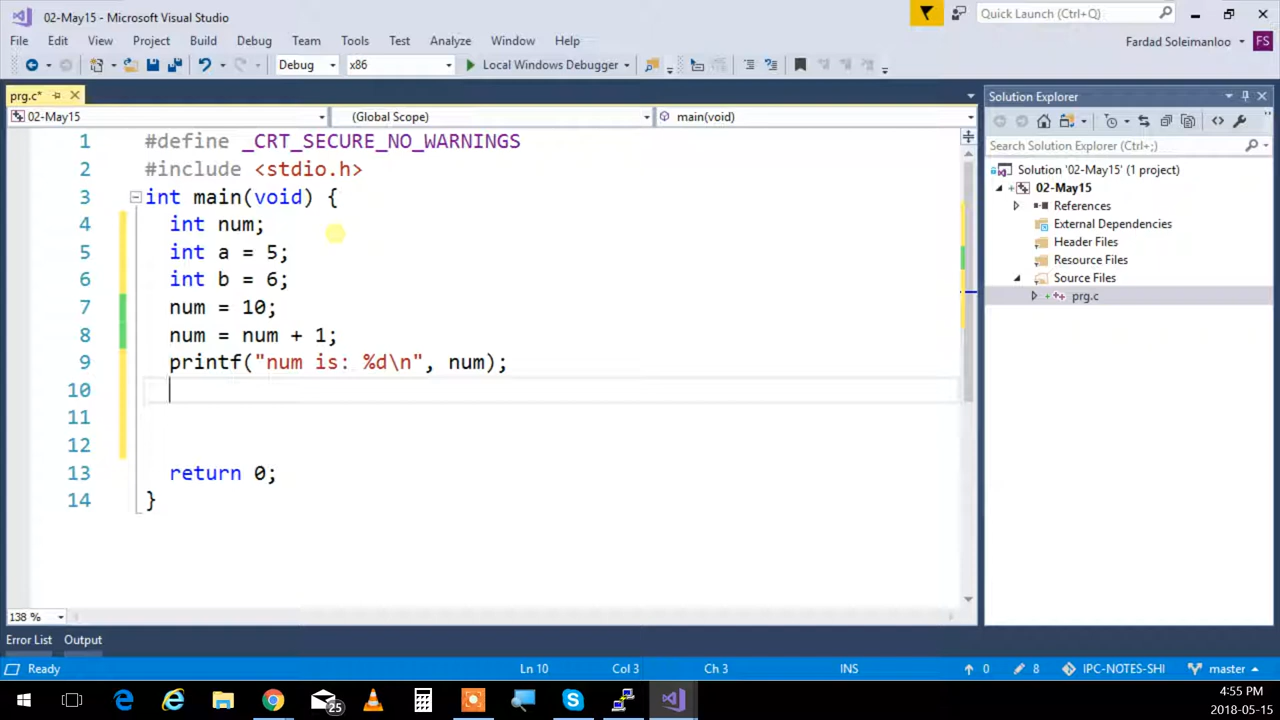 02-May15 - Microsoft Visual Studio
Quick Launch (Ctrl+Q)
File Edit View Project Build Debug Team Tools Test Analyze Window Help
Fardad Soleimanloo FS
Debug x86 Local Windows Debugger
prg.c*
Solution Explorer
02-May15 (Global Scope) main(void)
Search Solution Explorer (Ctrl+;)
Solution '02-May15' (1 project)
02-May15
References
External Dependencies
Header Files
Resource Files
Source Files
prg.c
1 #define _CRT_SECURE_NO_WARNINGS
2 #include <stdio.h>
3 int main(void) {
4 int num;
5 int a = 5;
6 int b = 6;
7 num = 10;
8 num = num + 1;
9 printf("num is: %d\n", num);
10
11
12
13 return 0;
14 }
138 %
Error List Output
Ready Ln 10 Col 3 Ch 3 INS 0 8 IPC-NOTES-SHI master
25
4:55 PM
2018-05-15